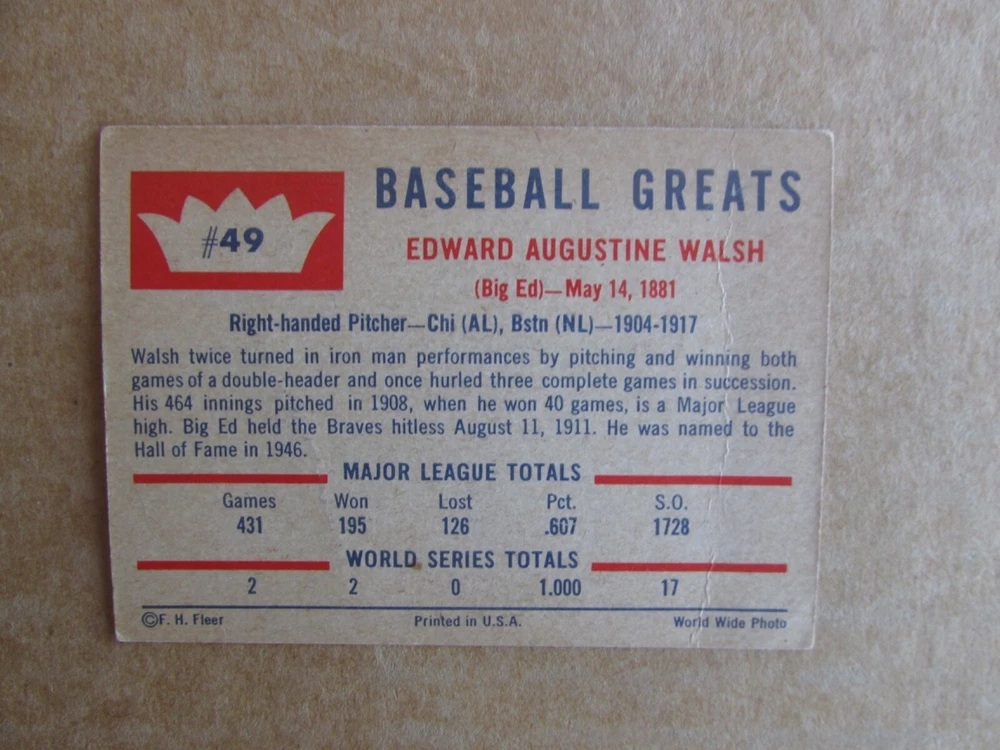 #49
BASEBALL GREATS
EDWARD AUGUSTINE WALSH
(Big Ed)—May 14, 1881
Right-handed Pitcher—Chi (AL), Bstn (NL)—1904-1917
Walsh twice turned in iron man performances by pitching and winning both
games of a double-header and once hurled three complete games in succession.
His 464 innings pitched in 1908, when he won 40 games, is a Major League
high. Big Ed held the Braves hitless August 11, 1911. He was named to the
Hall of Fame in 1946.
MAJOR LEAGUE TOTALS
Games Won Lost Pct. S.O.
431 195 126 .607 1728
WORLD SERIES TOTALS
2 2 0 1.000 17
©F. H. Fleer Printed in U.S.A. World Wide Photo